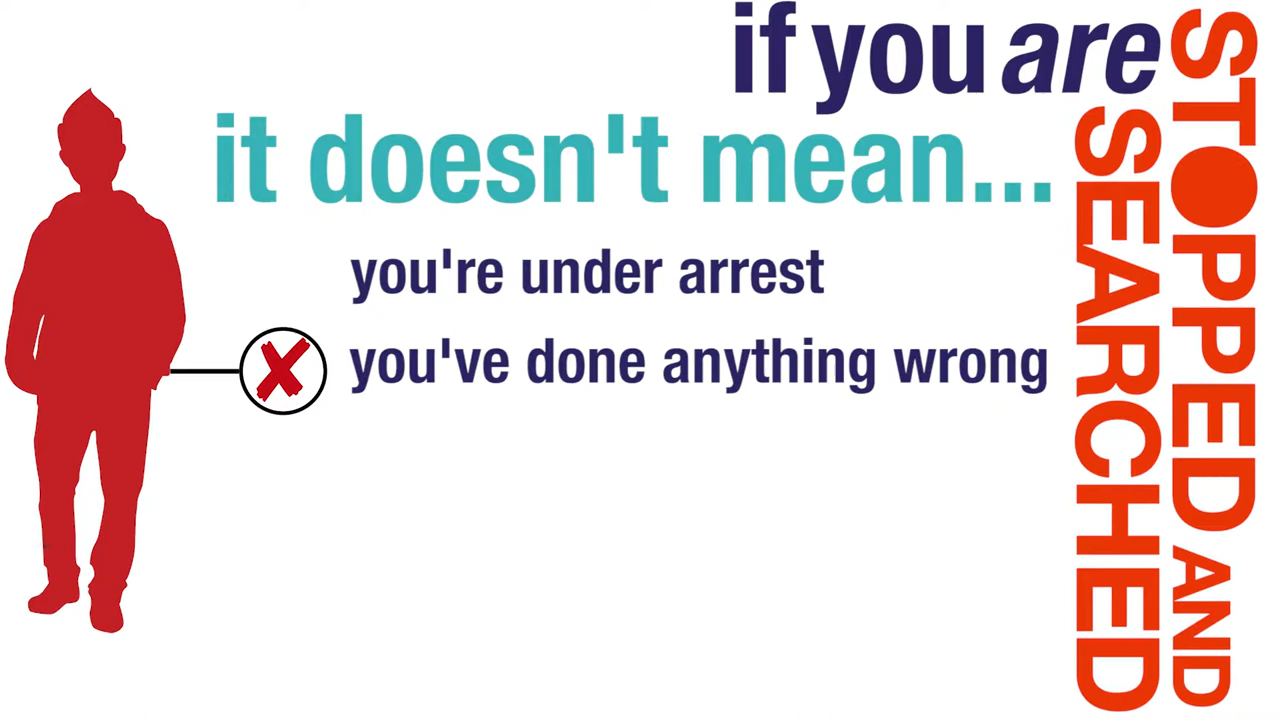 if you are
STOPPED AND
SEARCHED
it doesn't mean...
you're under arrest
you've done anything wrong